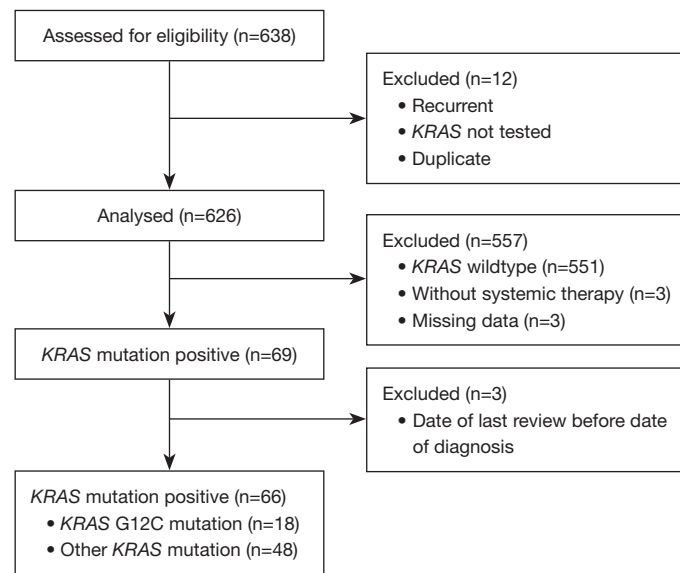 Assessed for eligibility (n=638)
Excluded (n=12)
• Recurrent
• KRAS not tested
• Duplicate
Analysed (n=626)
Excluded (n=557)
• KRAS wildtype (n=551)
• Without systemic therapy (n=3)
• Missing data (n=3)
KRAS mutation positive (n=69)
Excluded (n=3)
• Date of last review before date
of diagnosis
KRAS mutation positive (n=66)
• KRAS G12C mutation (n=18)
• Other KRAS mutation (n=48)